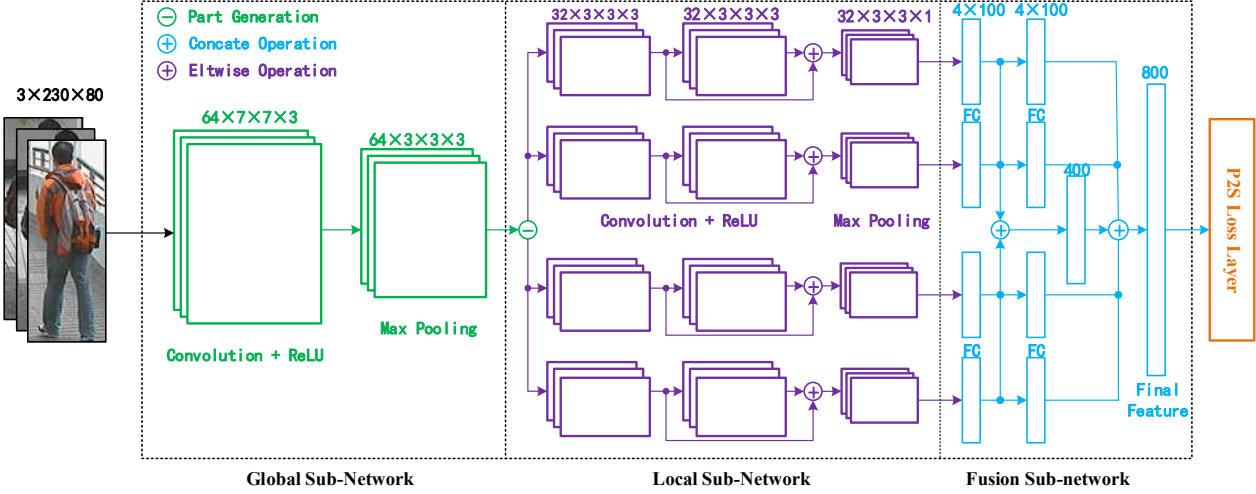 Part Generation
Concate Operation
Eltwise Operation
3×230×80
64×7×7×3
64×3×3×3
Convolution + ReLU
Max Pooling
32×3×3×3
32×3×3×3
32×3×3×1
Convolution + ReLU
Max Pooling
4×100
4×100
FC
FC
400
FC
FC
800
Final
Feature
P2S Loss Layer
Global Sub-Network
Local Sub-Network
Fusion Sub-network